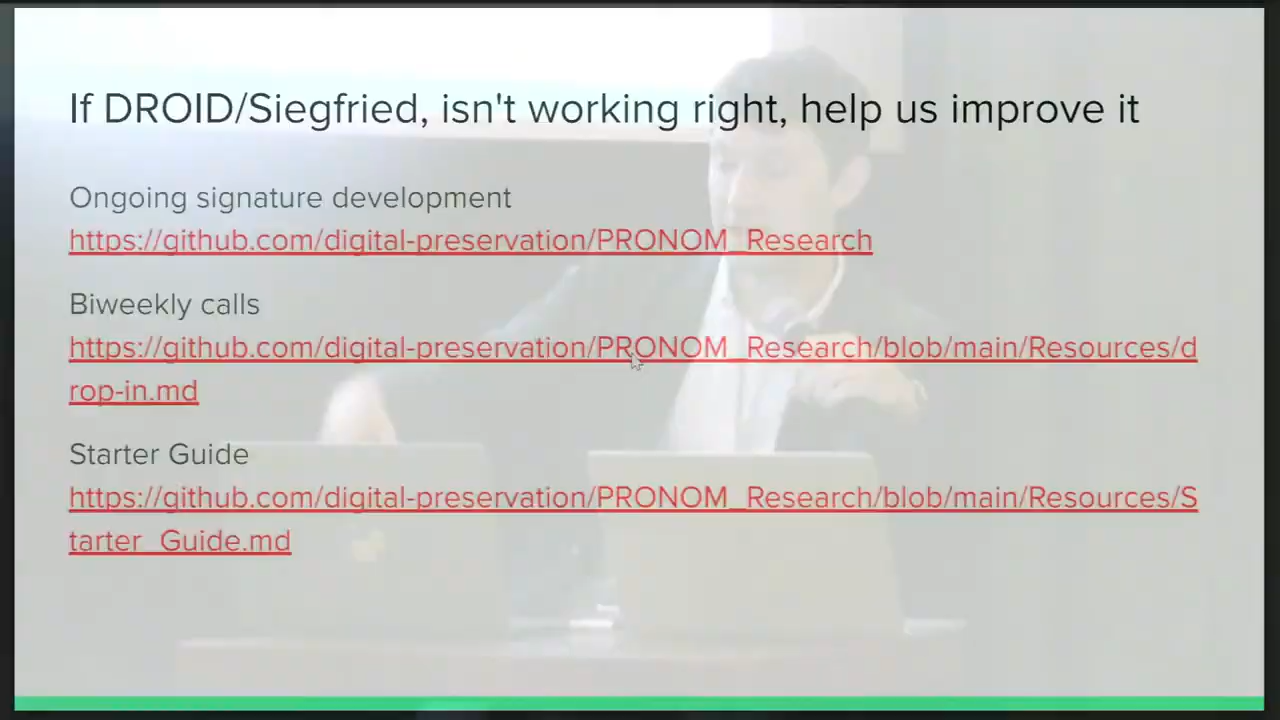 If DROID/Siegfried, isn't working right, help us improve it
Ongoing signature development
https://github.com/digital-preservation/PRONOM_Research
Biweekly calls
https://github.com/digital-preservation/PRONOM_Research/blob/main/Resources/d
rop-in.md
Starter Guide
https://github.com/digital-preservation/PRONOM_Research/blob/main/Resources/S
tarter_Guide.md